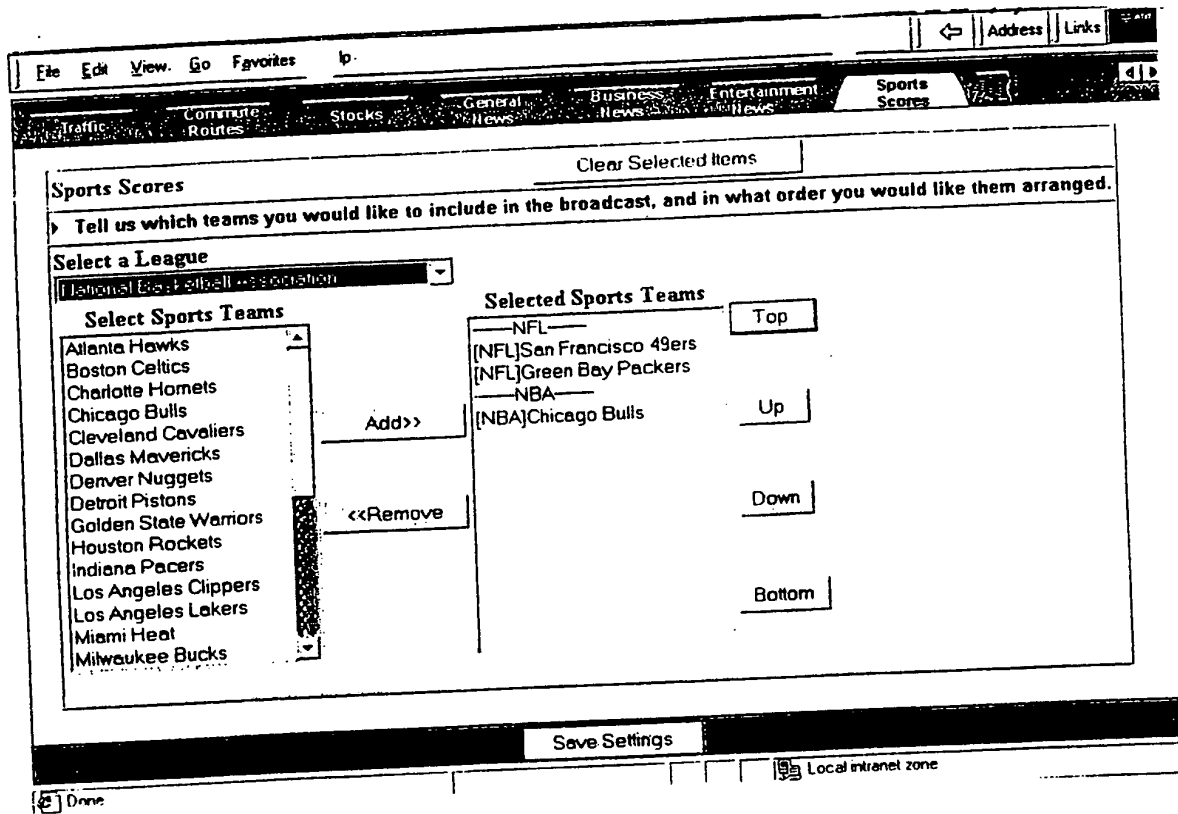 Address Links
File Edit View. Go Favorites lp
Traffic Commute Routes Stocks General News Business News Entertainment News Sports Scores
Sports Scores
Clear Selected Items
Tell us which teams you would like to include in the broadcast, and in what order you would like them arranged.
Select a League
National Basketball Association
Select Sports Teams
Atlanta Hawks
Boston Celtics
Charlotte Hornets
Chicago Bulls
Cleveland Cavaliers
Dallas Mavericks
Denver Nuggets
Detroit Pistons
Golden State Warriors
Houston Rockets
Indiana Pacers
Los Angeles Clippers
Los Angeles Lakers
Miami Heat
Milwaukee Bucks
Add>>
<<Remove
Selected Sports Teams
——NFL——
[NFL]San Francisco 49ers
[NFL]Green Bay Packers
——NBA——
[NBA]Chicago Bulls
Top
Up
Down
Bottom
Save Settings
Done
Local intranet zone